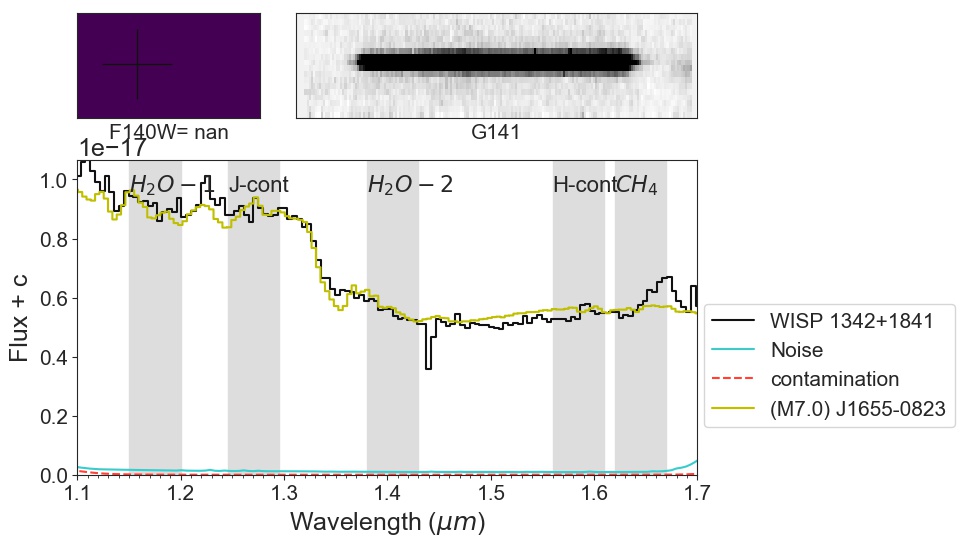 F140W= nan
G141
1e−17
H₂O − 1
J-cont
H₂O − 2
H-cont
CH₄
1.0
0.8
0.6
0.4
0.2
0.0
Flux + c
1.1
1.2
1.3
1.4
1.5
1.6
1.7
Wavelength (μm)
WISP 1342+1841
Noise
contamination
(M7.0) J1655-0823